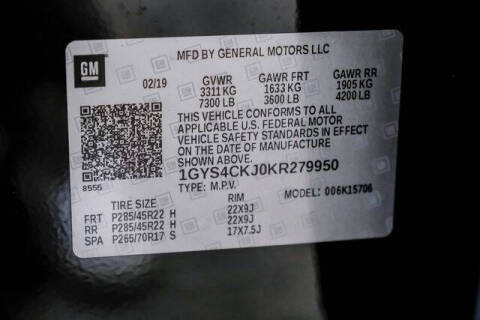 GM
MFD BY GENERAL MOTORS LLC
02/19 GVWR GAWR FRT GAWR RR
3311 KG 1633 KG 1905 KG
7300 LB 3600 LB 4200 LB
THIS VEHICLE CONFORMS TO ALL
APPLICABLE U.S. FEDERAL MOTOR
VEHICLE SAFETY STANDARDS IN EFFECT
ON THE DATE OF MANUFACTURE
SHOWN ABOVE.
8555
1GYS4CKJ0KR279950
TYPE: M.P.V. MODEL: 006K15706
TIRE SIZE RIM
FRT P285/45R22 H 22X9J
RR P285/45R22 H 22X9J
SPA P265/70R17 S 17X7.5J